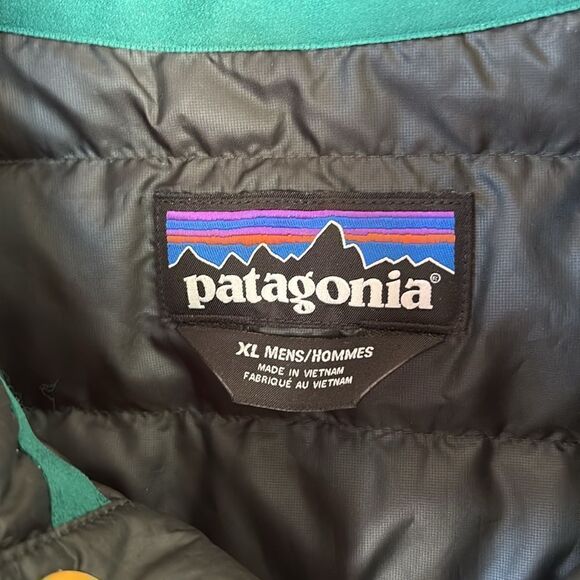 patagonia®
XL MENS/HOMMES
MADE IN VIETNAM
FABRIQUÉ AU VIETNAM